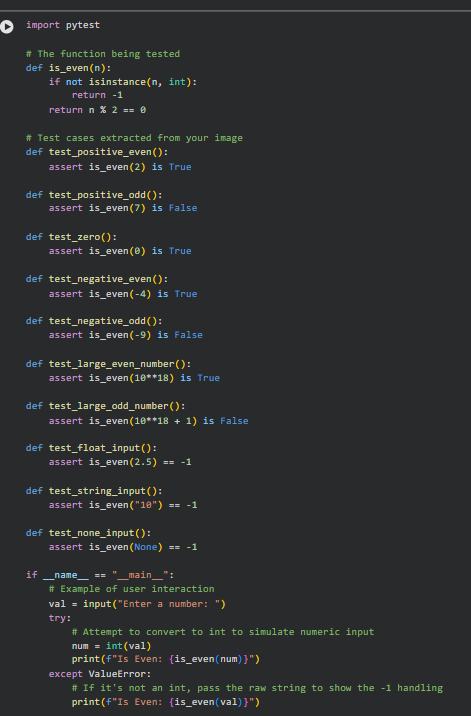 import pytest
# The function being tested
def is_even(n):
    if not isinstance(n, int):
        return -1
    return n % 2 == 0
# Test cases extracted from your image
def test_positive_even():
    assert is_even(2) is True
def test_positive_odd():
    assert is_even(7) is False
def test_zero():
    assert is_even(0) is True
def test_negative_even():
    assert is_even(-4) is True
def test_negative_odd():
    assert is_even(-9) is False
def test_large_even_number():
    assert is_even(10**18) is True
def test_large_odd_number():
    assert is_even(10**18 + 1) is False
def test_float_input():
    assert is_even(2.5) == -1
def test_string_input():
    assert is_even("10") == -1
def test_none_input():
    assert is_even(None) == -1
if __name__ == "__main__":
    # Example of user interaction
    val = input("Enter a number: ")
    try:
        # Attempt to convert to int to simulate numeric input
        num = int(val)
        print(f"Is Even: {is_even(num)}")
    except ValueError:
        # If it's not an int, pass the raw string to show the -1 handling
        print(f"Is Even: {is_even(val)}")